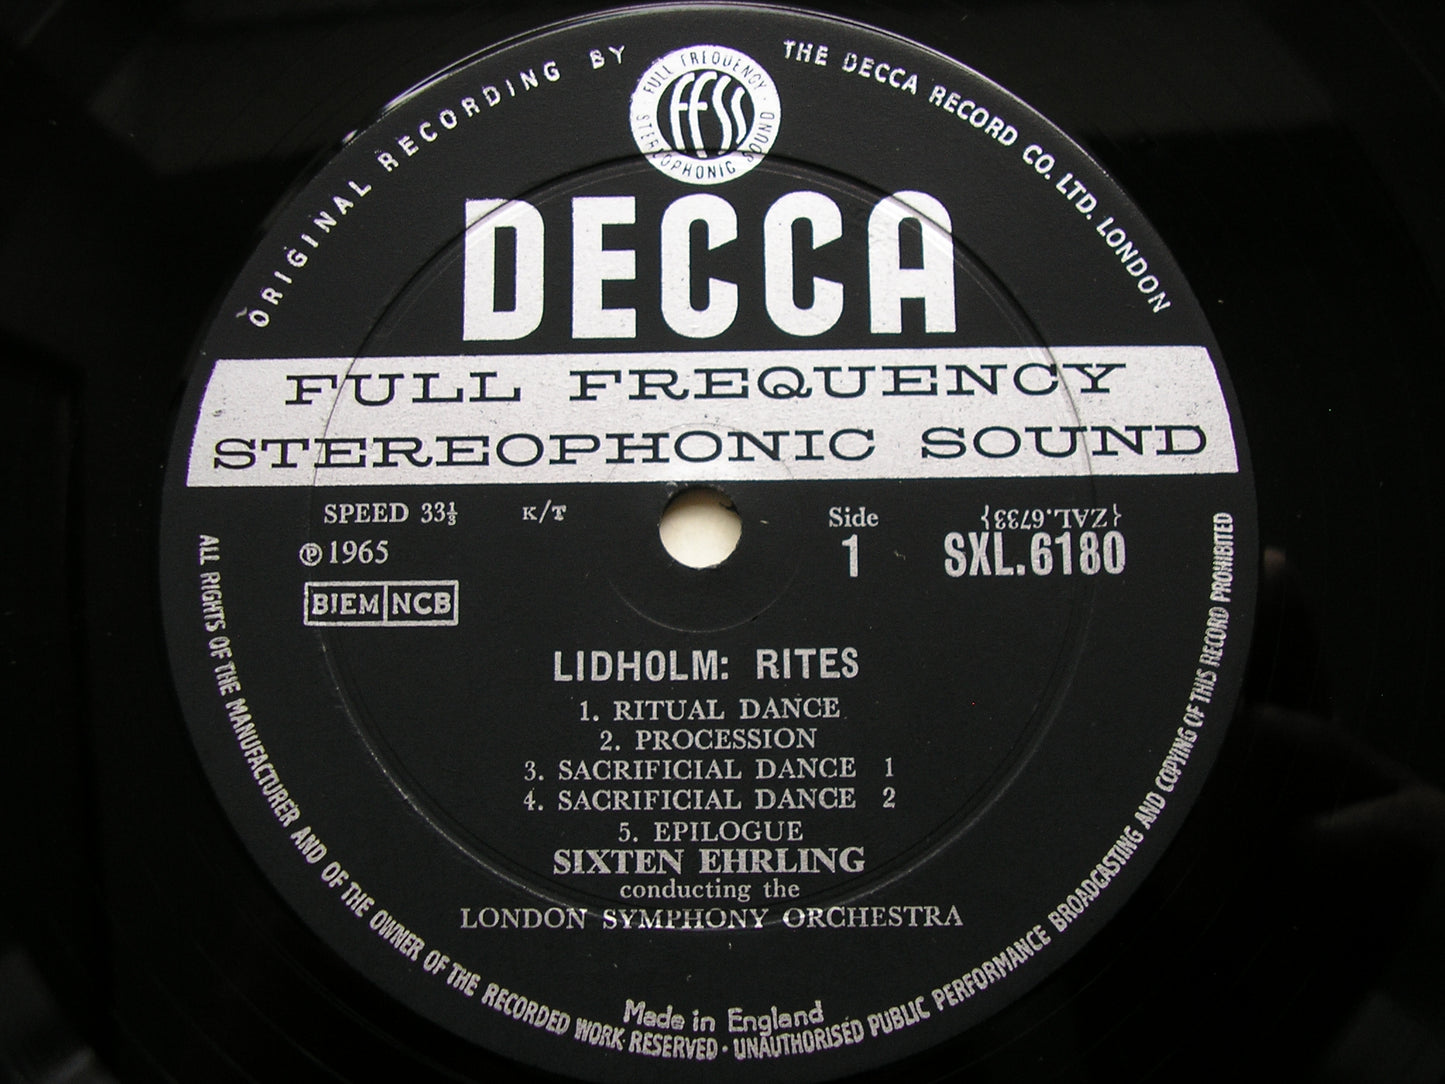 ORIGINAL RECORDING BY THE DECCA RECORD CO. LTD. LONDON
FULL FREQUENCY STEREOPHONIC SOUND
FFSS
DECCA
FULL FREQUENCY
STEREOPHONIC SOUND
SPEED 33⅓ K/T Side {ZAL.6733}
℗1965 1 SXL.6180
BIEM NCB
LIDHOLM: RITES
1. RITUAL DANCE
2. PROCESSION
3. SACRIFICIAL DANCE 1
4. SACRIFICIAL DANCE 2
5. EPILOGUE
SIXTEN EHRLING
conducting the
LONDON SYMPHONY ORCHESTRA
Made in England
ALL RIGHTS OF THE MANUFACTURER AND OF THE OWNER OF THE RECORDED WORK RESERVED · UNAUTHORISED PUBLIC PERFORMANCE BROADCASTING AND COPYING OF THIS RECORD PROHIBITED